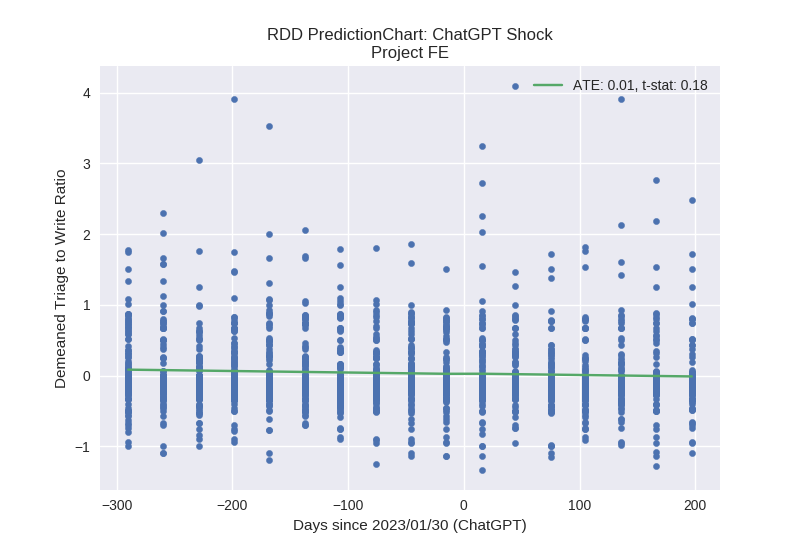 RDD PredictionChart: ChatGPT Shock
Project FE
ATE: 0.01, t-stat: 0.18
Demeaned Triage to Write Ratio
4
3
2
1
0
−1
−300
−200
−100
0
100
200
Days since 2023/01/30 (ChatGPT)